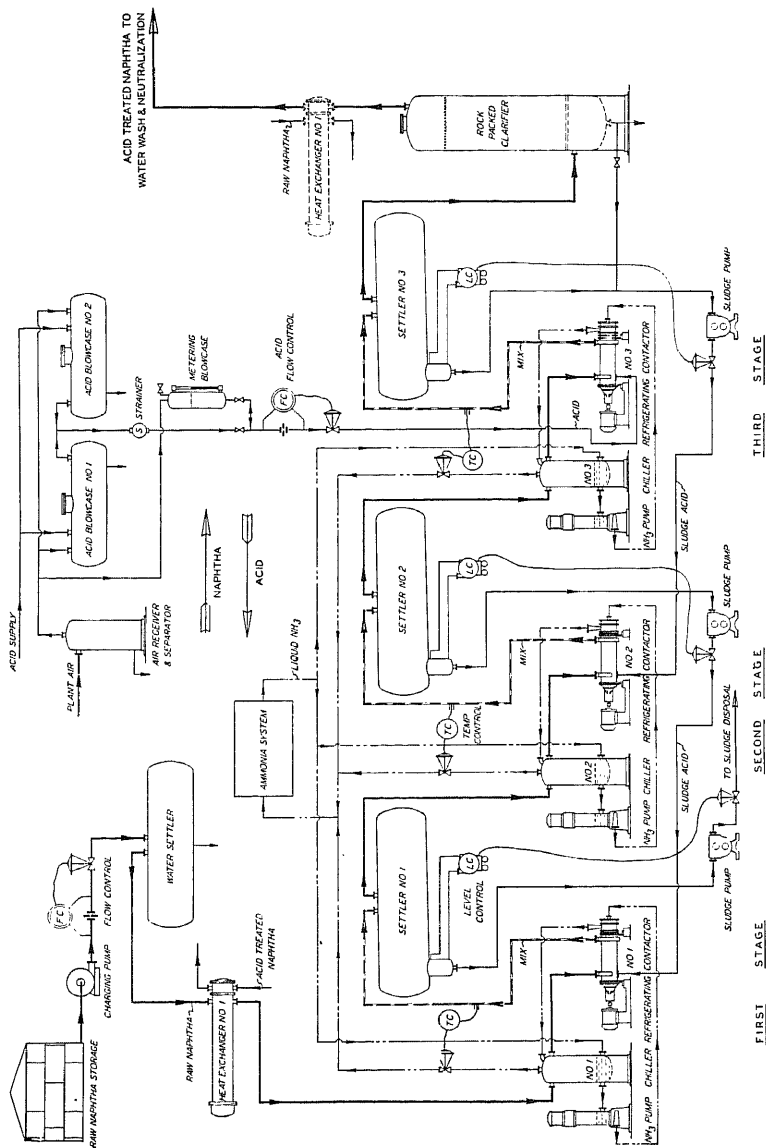 RAW NAPHTHA STORAGE
CHARGING PUMP
FC
FLOW CONTROL
WATER SETTLER
RAW NAPHTHA
HEAT EXCHANGER NO 1
ACID TREATED
NAPHTHA
PLANT AIR
ACID SUPPLY
AIR RECEIVER
& SEPARATOR
ACID BLOWCASE NO 1
ACID BLOWCASE NO 2
STRAINER
S
METERING
BLOWCASE
ACID
FLOW CONTROL
FC
NAPHTHA
ACID
ACID TREATED NAPHTHA TO
WATER WASH & NEUTRALIZATION
RAW NAPHTHA
HEAT EXCHANGER NO 1
ROCK
PACKED
CLARIFIER
AMMONIA SYSTEM
LIQUID NH3
TC
SETTLER NO 1
LC
LEVEL
CONTROL
MIX
NO 1
NO 1
NH3 PUMP CHILLER REFRIGERATING CONTACTOR
SLUDGE PUMP
TO SLUDGE DISPOSAL
SLUDGE ACID
TC
TEMP
CONTROL
SETTLER NO 2
LC
MIX
NO 2
NO 2
NH3 PUMP CHILLER REFRIGERATING CONTACTOR
SLUDGE PUMP
SLUDGE ACID
TC
SETTLER NO 3
LC
MIX
ACID
NO 3
NO 3
NH3 PUMP CHILLER REFRIGERATING CONTACTOR
SLUDGE PUMP
FIRST STAGE
SECOND STAGE
THIRD STAGE